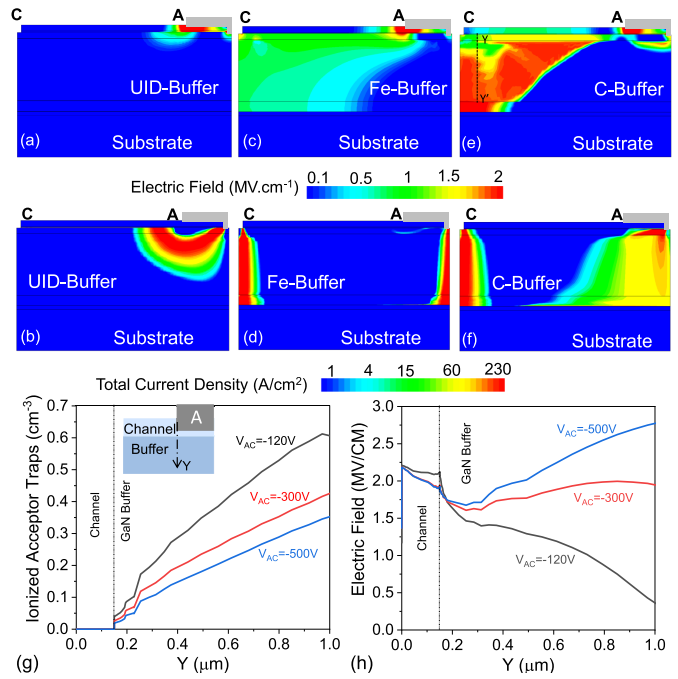 C A C A C A
Y
UID-Buffer Fe-Buffer C-Buffer
Y'
(a) Substrate (c) Substrate (e) Substrate
Electric Field (MV.cm⁻¹) 0.1 0.5 1 1.5 2
C A C A C A
UID-Buffer Fe-Buffer C-Buffer
(b) Substrate (d) Substrate (f) Substrate
Total Current Density (A/cm²) 1 4 15 60 230
Ionized Acceptor Traps (cm⁻³)
0.7
0.6
0.5
0.4
0.3
0.2
0.1
0.0
Channel
GaN Buffer
Channel A
Buffer
Y
V_AC=-120V
V_AC=-300V
V_AC=-500V
0.0 0.2 0.4 0.6 0.8 1.0
(g) Y (μm)
Electric Field (MV/CM)
3.0
2.5
2.0
1.5
1.0
0.5
0.0
GaN Buffer
Channel
V_AC=-500V
V_AC=-300V
V_AC=-120V
0.0 0.2 0.4 0.6 0.8 1.0
(h) Y (μm)